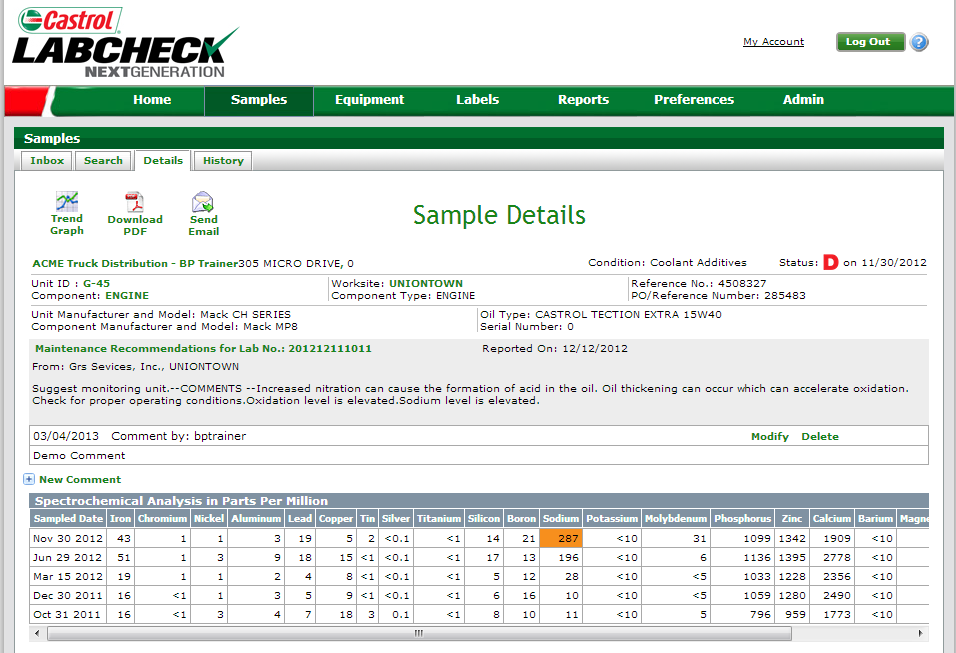 Castrol
LABCHECK
NEXTGENERATION
My Account
Log Out
?
Home Samples Equipment Labels Reports Preferences Admin
Samples
Inbox Search Details History
Trend Graph
Download PDF
Send Email
Sample Details
ACME Truck Distribution - BP Trainer305 MICRO DRIVE, 0 Condition: Coolant Additives Status: D on 11/30/2012
Unit ID : G-45 Worksite: UNIONTOWN Reference No.: 4508327
Component: ENGINE Component Type: ENGINE PO/Reference Number: 285483
Unit Manufacturer and Model: Mack CH SERIES Oil Type: CASTROL TECTION EXTRA 15W40
Component Manufacturer and Model: Mack MP8 Serial Number: 0
Maintenance Recommendations for Lab No.: 201212111011 Reported On: 12/12/2012
From: Grs Sevices, Inc., UNIONTOWN
Suggest monitoring unit.--COMMENTS --Increased nitration can cause the formation of acid in the oil. Oil thickening can occur which can accelerate oxidation.
Check for proper operating conditions.Oxidation level is elevated.Sodium level is elevated.
03/04/2013 Comment by: bptrainer Modify Delete
Demo Comment
New Comment
Spectrochemical Analysis in Parts Per Million
Sampled Date Iron Chromium Nickel Aluminum Lead Copper Tin Silver Titanium Silicon Boron Sodium Potassium Molybdenum Phosphorus Zinc Calcium Barium Magne
Nov 30 2012 43 1 1 3 19 5 2 <0.1 <1 14 21 287 <10 31 1099 1342 1909 <10
Jun 29 2012 51 1 3 9 18 15 <1 <0.1 <1 17 13 196 <10 6 1136 1395 2778 <10
Mar 15 2012 19 1 1 2 4 8 <1 <0.1 <1 5 12 28 <10 <5 1033 1228 2356 <10
Dec 30 2011 16 <1 1 3 5 9 <1 <0.1 <1 6 16 10 <10 <5 1059 1280 2490 <10
Oct 31 2011 16 <1 3 4 7 18 3 0.1 <1 8 10 11 <10 5 796 959 1773 <10